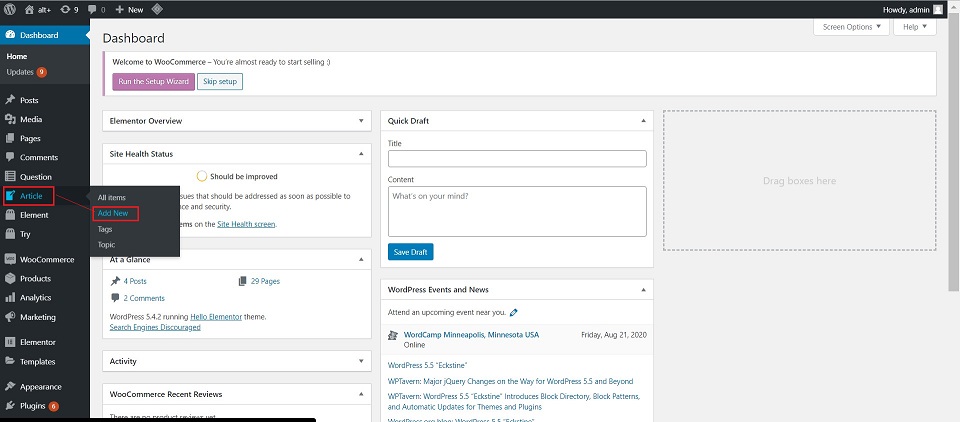 alt+
9
0
New
Howdy, admin
Dashboard
Home
Updates 9
Posts
Media
Pages
Comments
Question
Article
Element
Try
WooCommerce
Products
Analytics
Marketing
Elementor
Templates
Appearance
Plugins 6
All items
Add New
Tags
Topic
Screen Options
Help
Dashboard
Welcome to WooCommerce – You're almost ready to start selling :)
Run the Setup Wizard
Skip setup
Elementor Overview
Site Health Status
Should be improved
sues that should be addressed as soon as possible to
ce and security.
ems on the Site Health screen.
At a Glance
4 Posts
29 Pages
2 Comments
WordPress 5.4.2 running Hello Elementor theme.
Search Engines Discouraged
Activity
WooCommerce Recent Reviews
There are no product reviews yet.
Quick Draft
Title
Content
What's on your mind?
Save Draft
WordPress Events and News
Attend an upcoming event near you.
WordCamp Minneapolis, Minnesota USA
Friday, Aug 21, 2020
Online
WordPress 5.5 "Eckstine"
WPTavern: Major jQuery Changes on the Way for WordPress 5.5 and Beyond
WPTavern: WordPress 5.5 "Eckstine" Introduces Block Directory, Block Patterns,
and Automatic Updates for Themes and Plugins
WordPress.org blog: WordPress 5.5 "Eckstine"
Drag boxes here